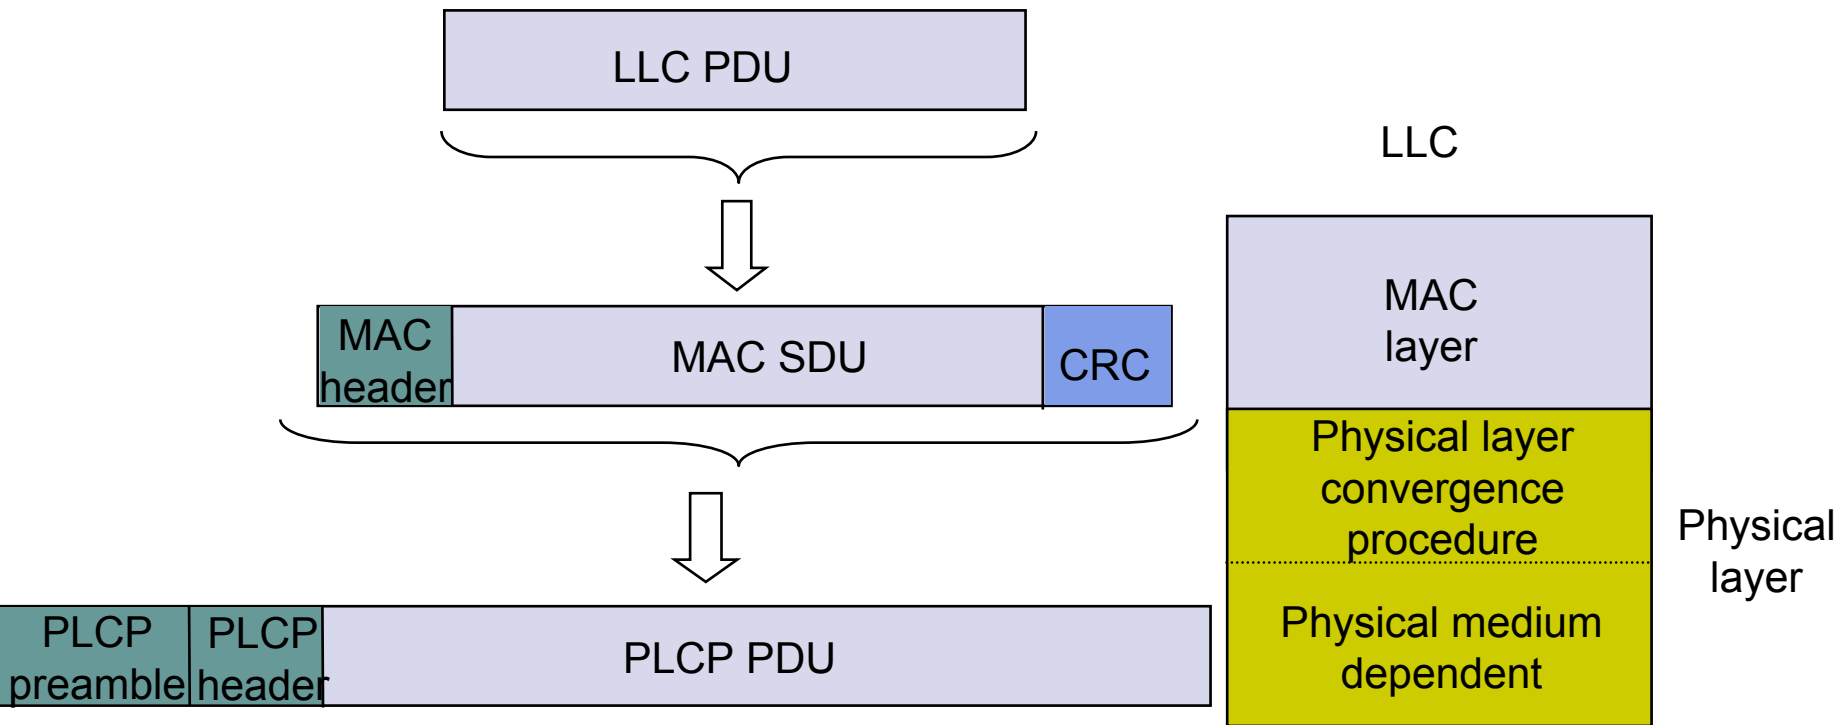 LLC PDU
LLC
MAC
header
MAC SDU
CRC
MAC
layer
Physical layer
convergence
procedure
Physical
layer
PLCP
preamble
PLCP
header
PLCP PDU
Physical medium
dependent